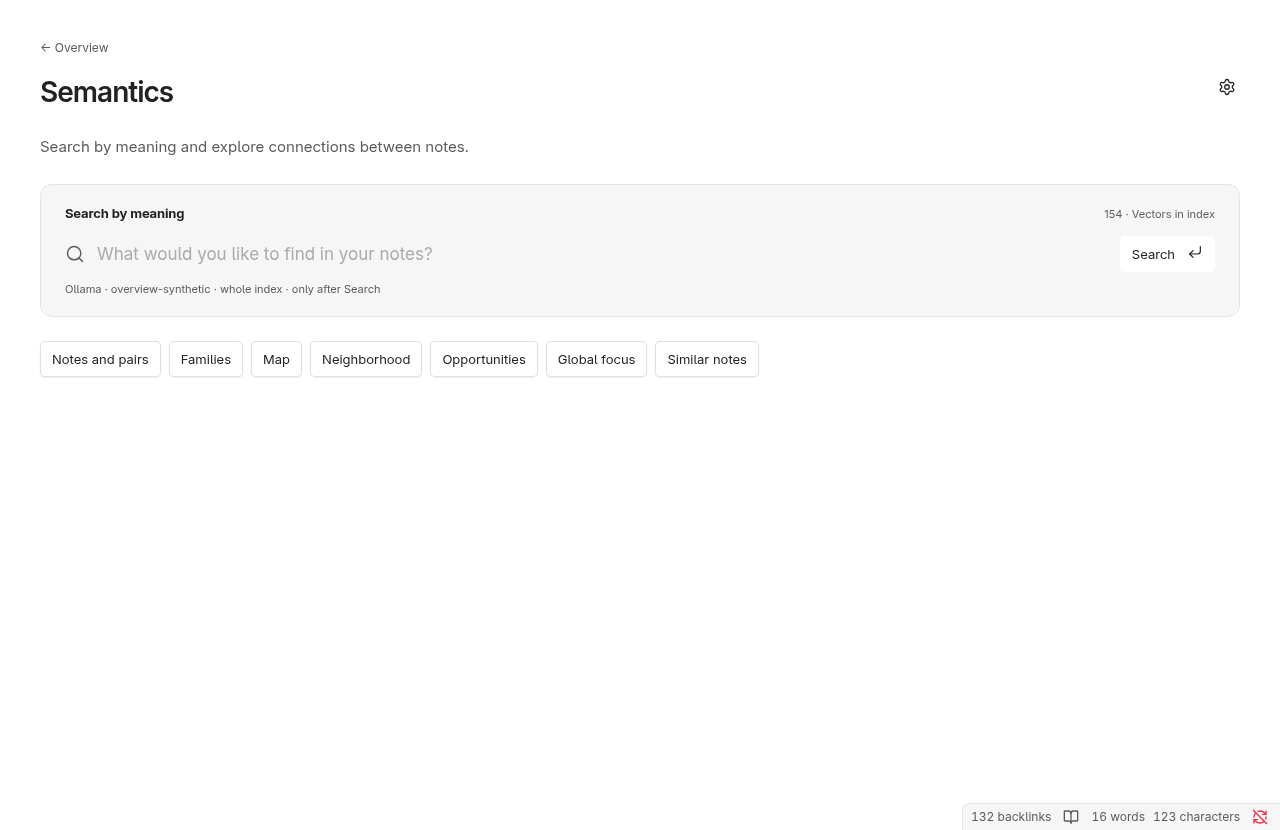 ← Overview
Semantics
Search by meaning and explore connections between notes.
Search by meaning
154 · Vectors in index
What would you like to find in your notes?
Search
Ollama · overview-synthetic · whole index · only after Search
Notes and pairs Families Map Neighborhood Opportunities Global focus Similar notes
132 backlinks 16 words 123 characters